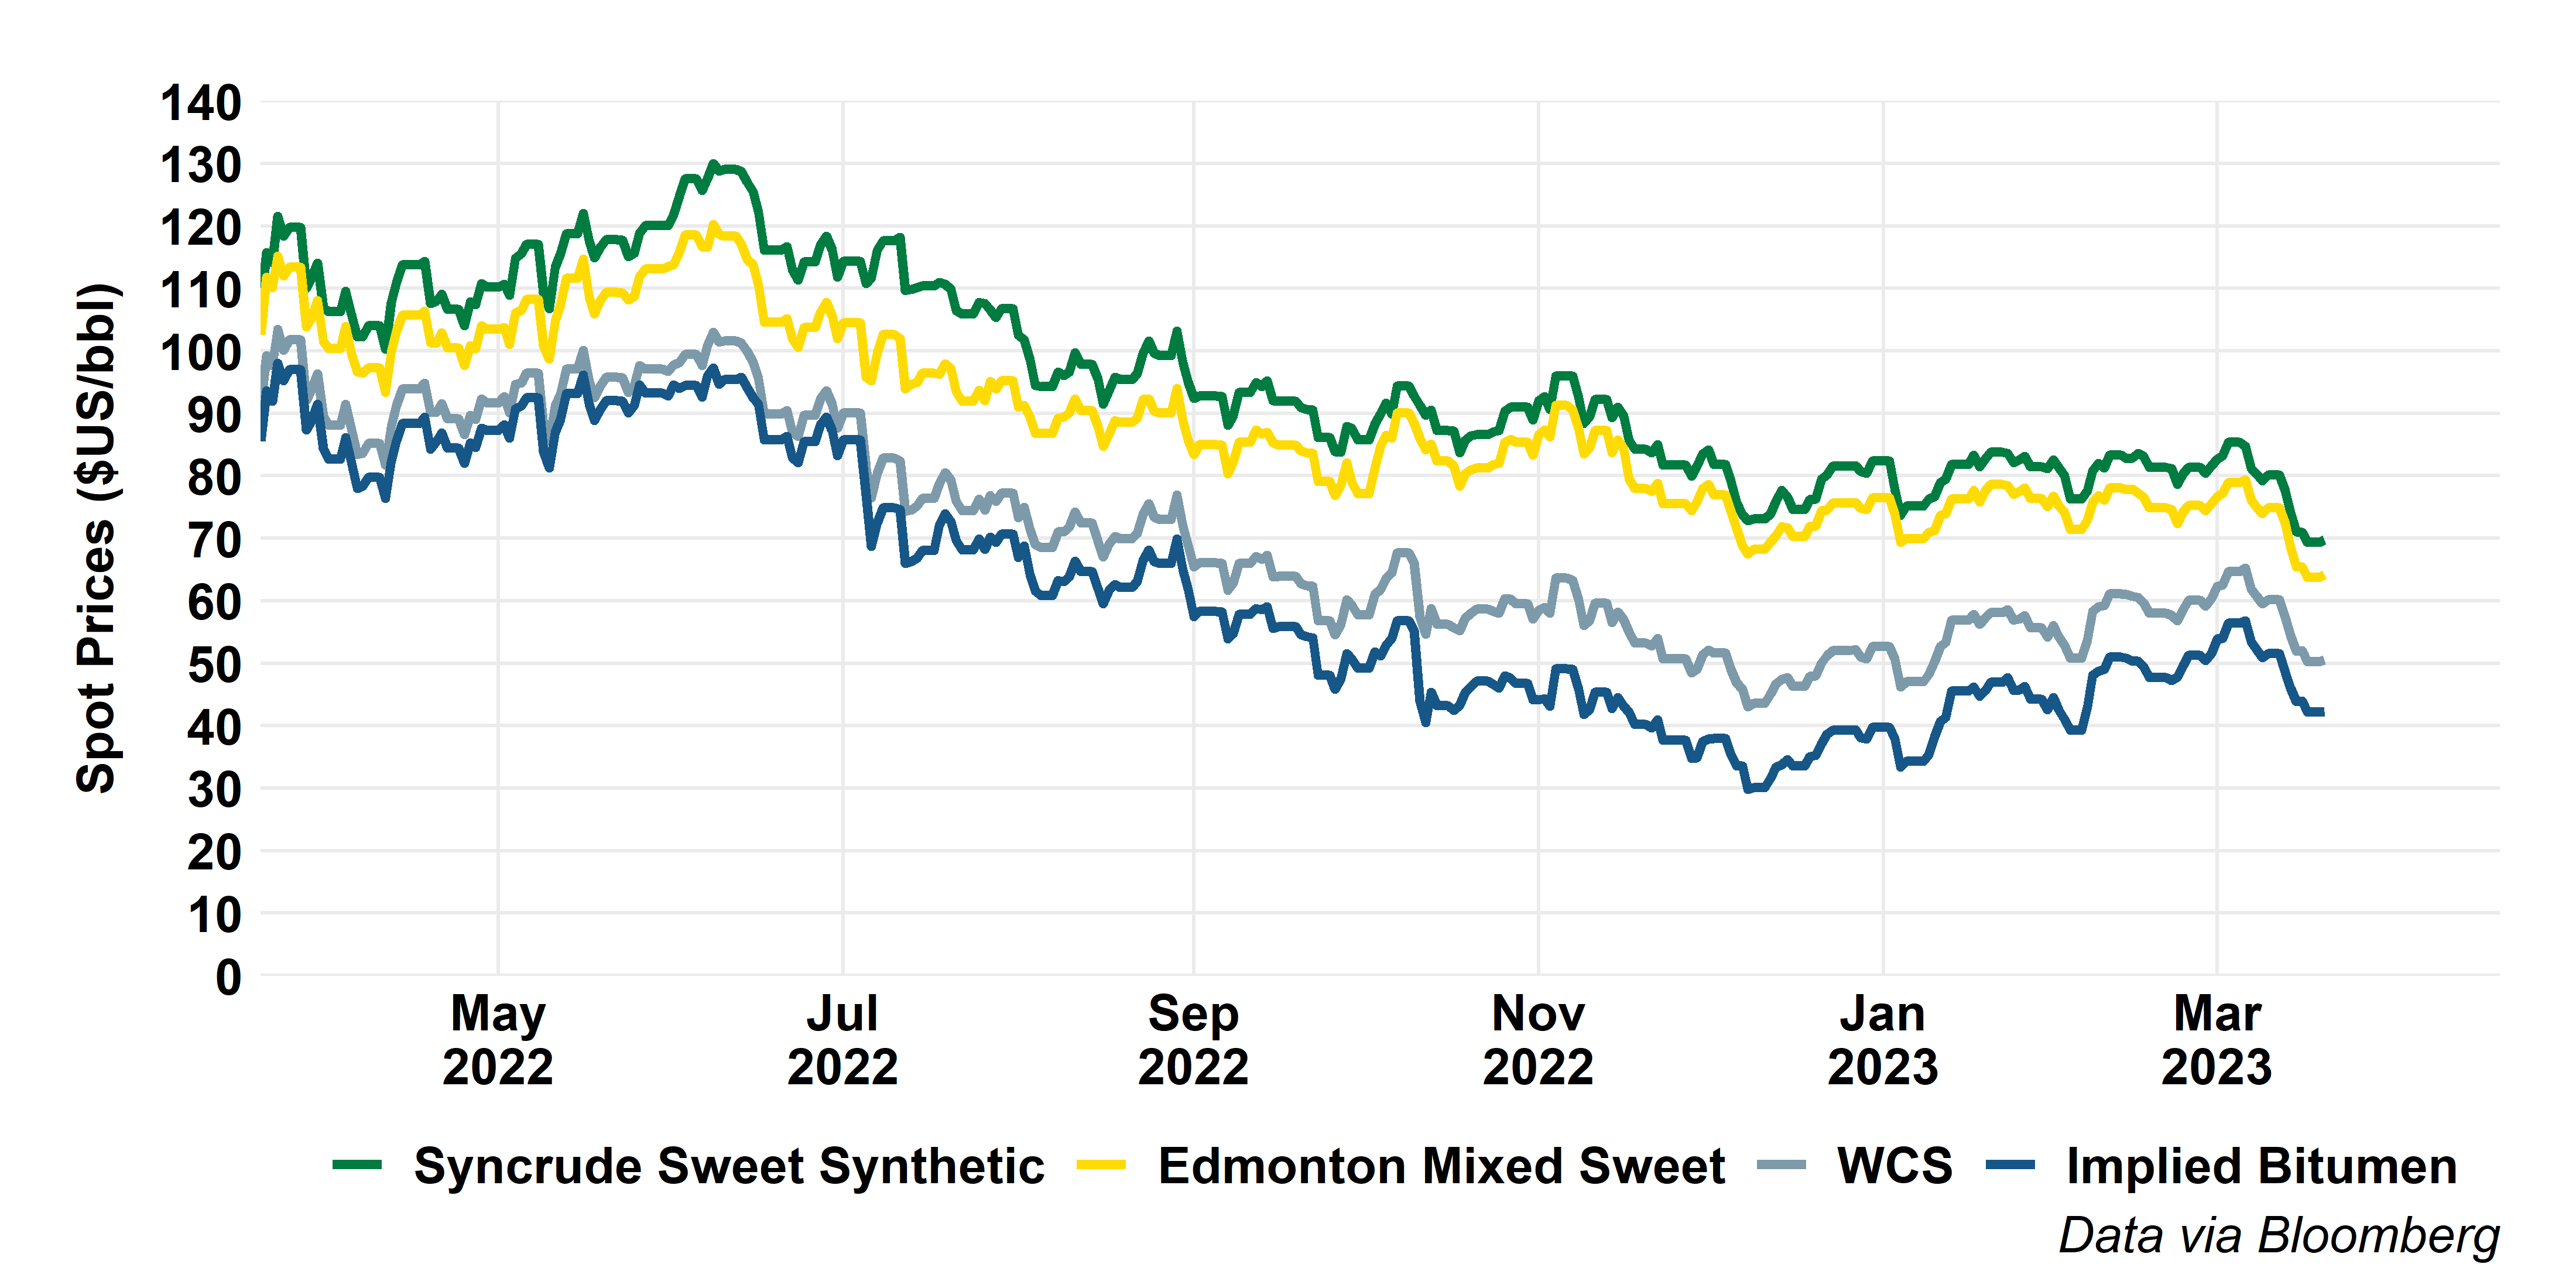 Spot Prices ($US/bbl)
140
130
120
110
100
90
80
70
60
50
40
30
20
10
0
May 2022
Jul 2022
Sep 2022
Nov 2022
Jan 2023
Mar 2023
Syncrude Sweet Synthetic
Edmonton Mixed Sweet
WCS
Implied Bitumen
Data via Bloomberg